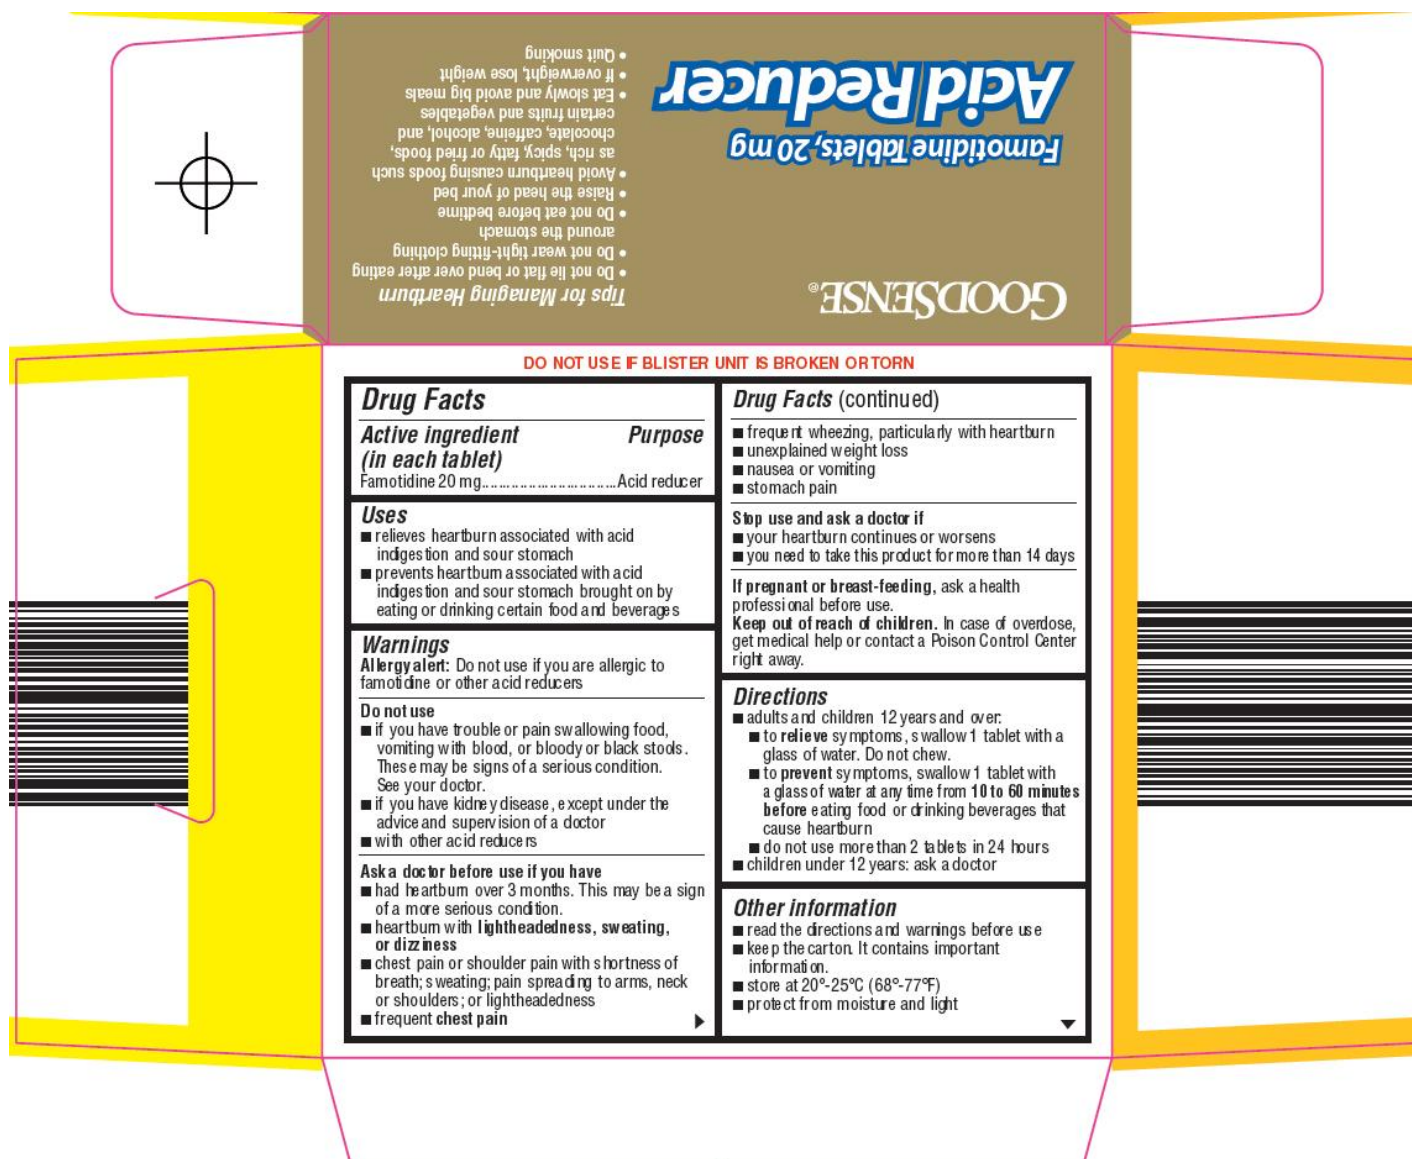 GOODSENSE®
Famotidine Tablets, 20 mg
Acid Reducer
Tips for Managing Heartburn
• Do not lie flat or bend over after eating
• Do not wear tight-fitting clothing
around the stomach
• Do not eat before bedtime
• Raise the head of your bed
• Avoid heartburn causing foods such
as rich, spicy, fatty or fried foods,
chocolate, caffeine, alcohol, and
certain fruits and vegetables
• Eat slowly and avoid big meals
• If overweight, lose weight
• Quit smoking
DO NOT USE IF BLISTER UNIT IS BROKEN OR TORN
Drug Facts
Active ingredient Purpose
(in each tablet)
Famotidine 20 mg................................Acid reducer
Uses
■ relieves heartburn associated with acid
indigestion and sour stomach
■ prevents heartburn associated with acid
indigestion and sour stomach brought on by
eating or drinking certain food and beverages
Warnings
Allergy alert: Do not use if you are allergic to
famotidine or other acid reducers
Do not use
■ if you have trouble or pain swallowing food,
vomiting with blood, or bloody or black stools.
These may be signs of a serious condition.
See your doctor.
■ if you have kidney disease, except under the
advice and supervision of a doctor
■ with other acid reducers
Ask a doctor before use if you have
■ had heartburn over 3 months. This may be a sign
of a more serious condition.
■ heartburn with lightheadedness, sweating,
or dizziness
■ chest pain or shoulder pain with shortness of
breath; sweating; pain spreading to arms, neck
or shoulders; or lightheadedness
■ frequent chest pain
Drug Facts (continued)
■ frequent wheezing, particularly with heartburn
■ unexplained weight loss
■ nausea or vomiting
■ stomach pain
Stop use and ask a doctor if
■ your heartburn continues or worsens
■ you need to take this product for more than 14 days
If pregnant or breast-feeding, ask a health
professional before use.
Keep out of reach of children. In case of overdose,
get medical help or contact a Poison Control Center
right away.
Directions
■ adults and children 12 years and over:
■ to relieve symptoms, swallow 1 tablet with a
glass of water. Do not chew.
■ to prevent symptoms, swallow 1 tablet with
a glass of water at any time from 10 to 60 minutes
before eating food or drinking beverages that
cause heartburn
■ do not use more than 2 tablets in 24 hours
■ children under 12 years: ask a doctor
Other information
■ read the directions and warnings before use
■ keep the carton. It contains important
information.
■ store at 20º-25ºC (68º-77ºF)
■ protect from moisture and light